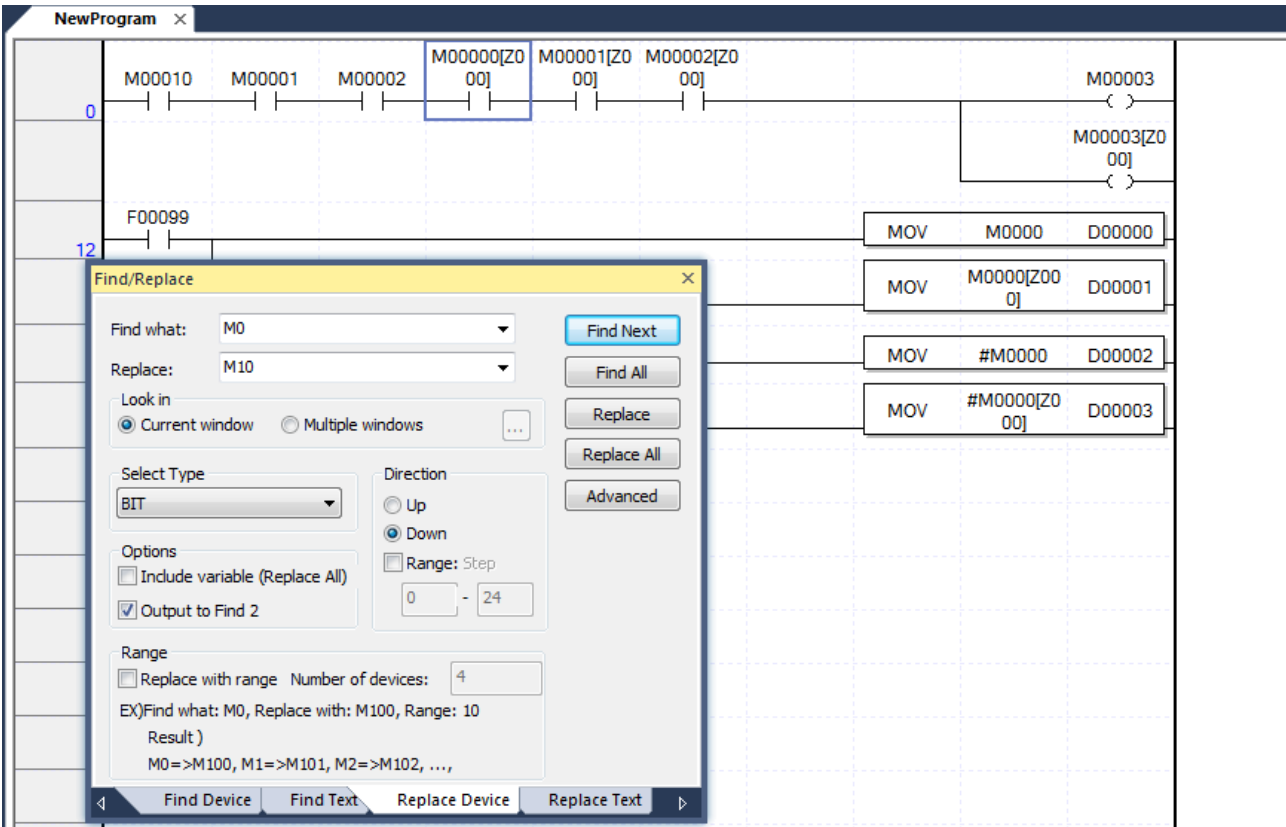 NewProgram ×
M00010 M00001 M00002 M00000[Z0 M00001[Z0 M00002[Z0 M00003
00] 00] 00]
0
M00003[Z0
00]
F00099
12
MOV M0000 D00000
MOV M0000[Z00 D00001
0]
MOV #M0000 D00002
MOV #M0000[Z0 D00003
00]
Find/Replace ×
Find what: M0 Find Next
Replace: M10 Find All
Look in
Current window Multiple windows ... Replace
Replace All
Select Type Direction
BIT Up Advanced
Down
Options Range: Step
Include variable (Replace All)
Output to Find 2 0 - 24
Range
Replace with range Number of devices: 4
EX)Find what: M0, Replace with: M100, Range: 10
Result )
M0=>M100, M1=>M101, M2=>M102, ...,
Find Device Find Text Replace Device Replace Text